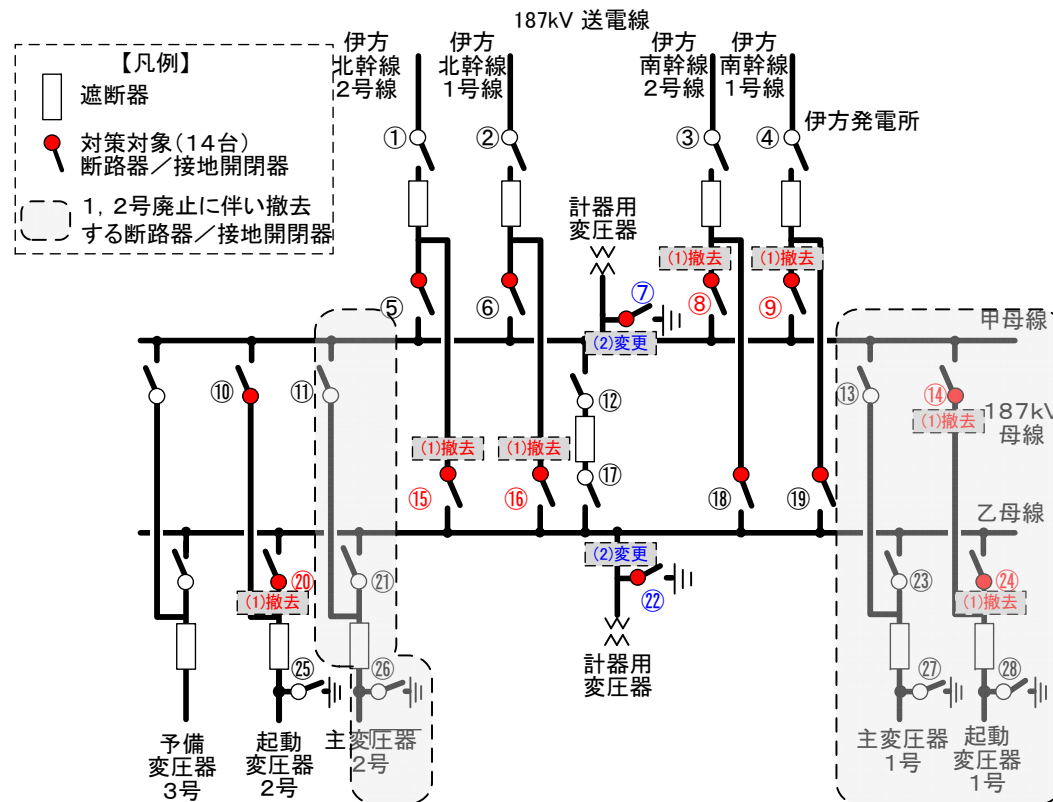 187kV 送電線
【凡例】
遮断器
対策対象(14台)
断路器／接地開閉器
1，2号廃止に伴い撤去
する断路器／接地開閉器
伊方
北幹線
2号線
伊方
北幹線
1号線
伊方
南幹線
2号線
伊方
南幹線
1号線
伊方発電所
①
②
③
④
計器用
変圧器
(1)撤去
(1)撤去
⑤
⑥
⑦
⑧
⑨
(2)変更
甲母線
⑩
⑪
⑫
⑬
⑭
(1)撤去
187kV
母線
(1)撤去
(1)撤去
⑮
⑯
⑰
⑱
⑲
乙母線
(2)変更
⑳
(1)撤去
㉑
㉒
㉓
㉔
(1)撤去
計器用
変圧器
㉕
㉖
㉗
㉘
予備
変圧器
3号
起動
変圧器
2号
主変圧器
2号
主変圧器
1号
起動
変圧器
1号